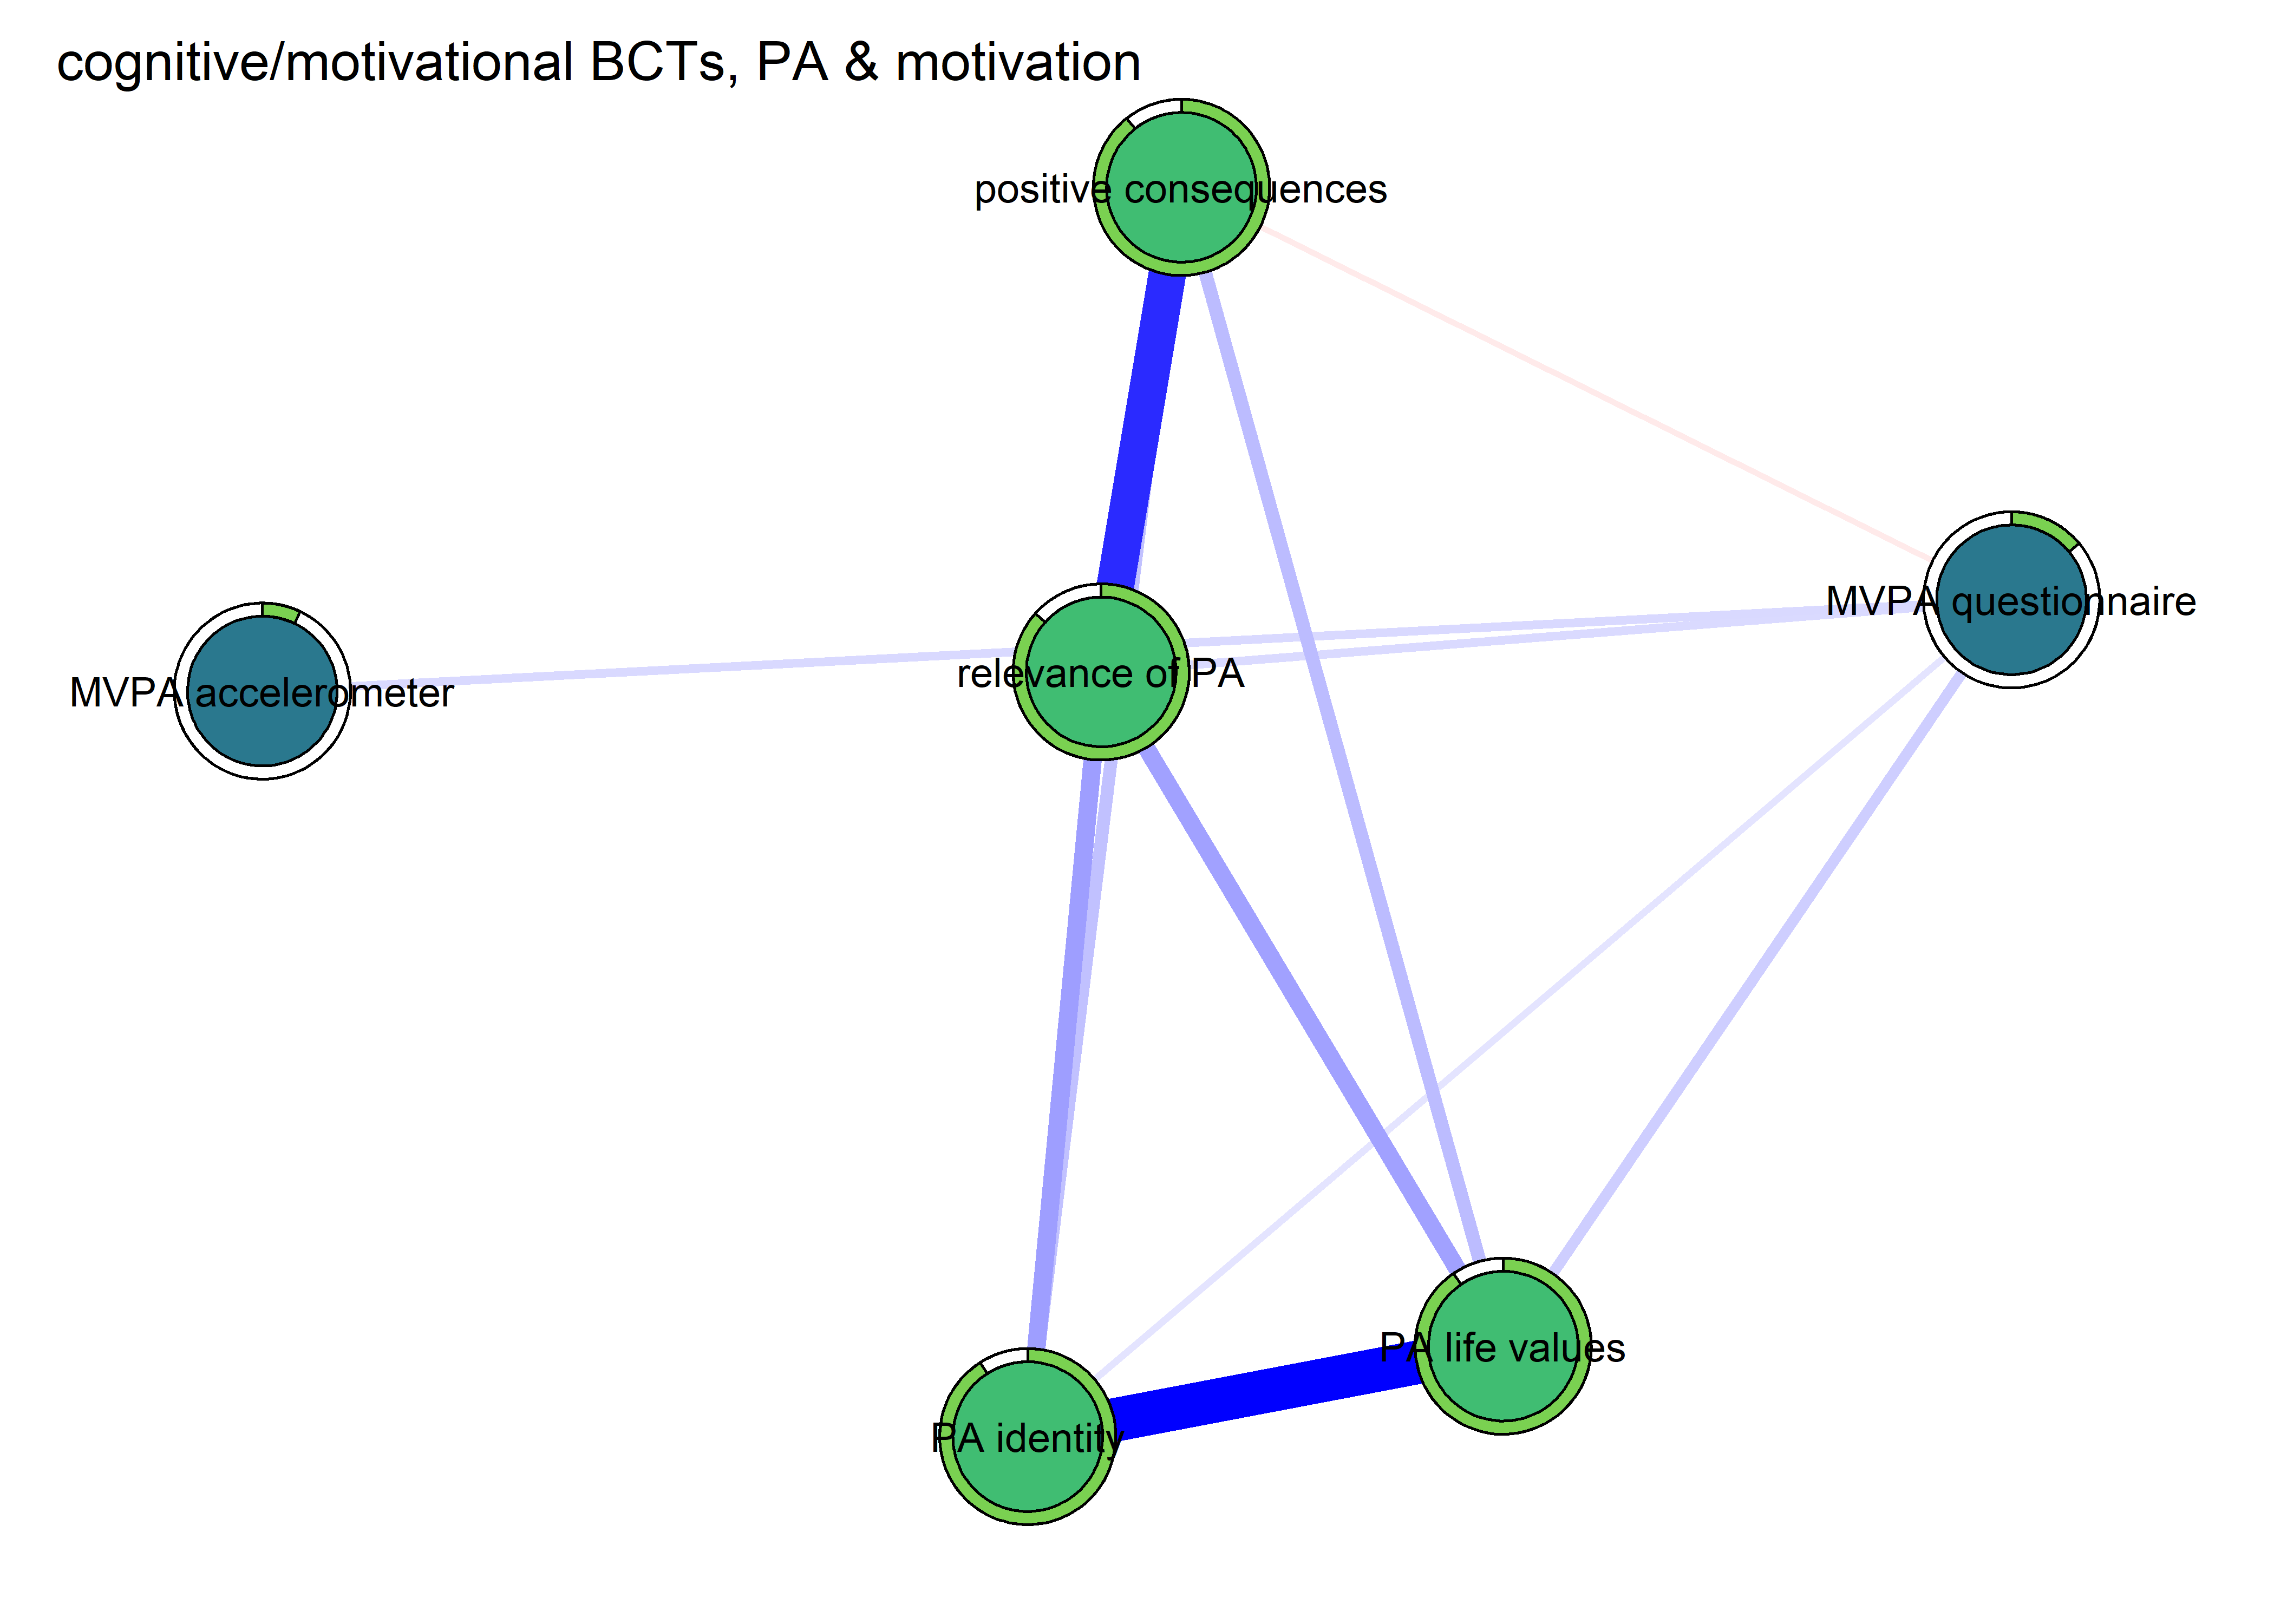 cognitive/motivational BCTs, PA & motivation
positive consequences
MVPA questionnaire
relevance of PA
MVPA accelerometer
PA life values
PA identity